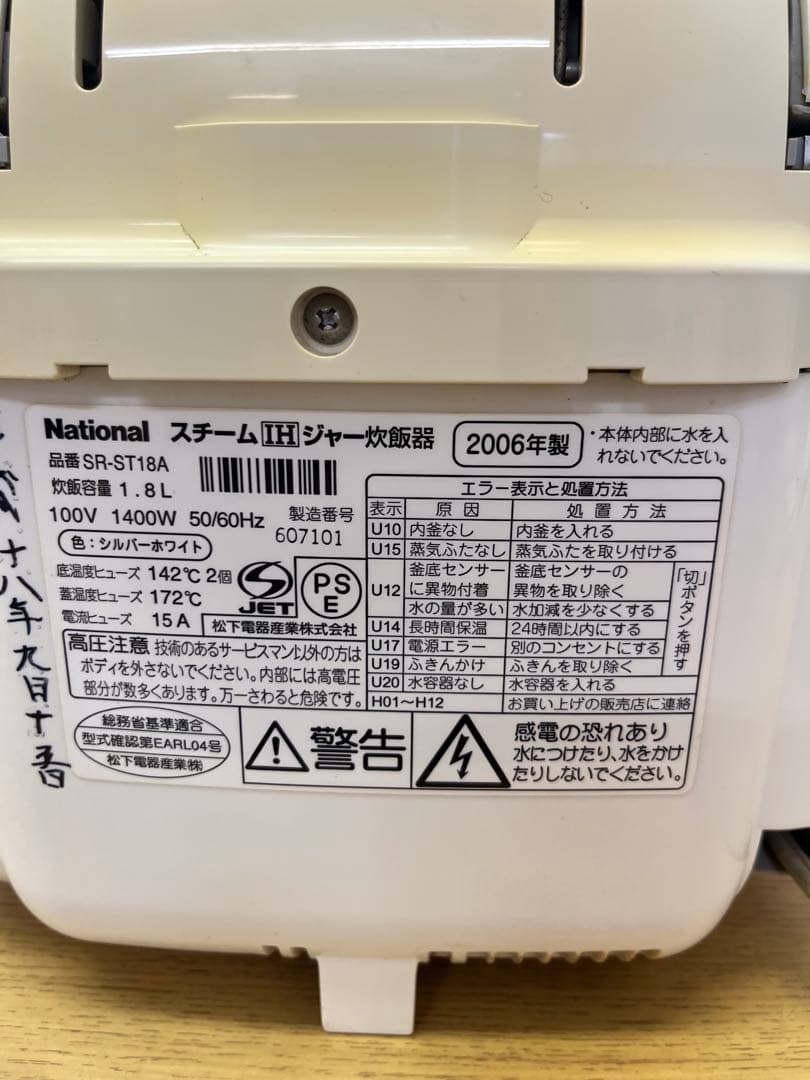 National スチームIHジャー炊飯器
2006年製
・本体内部に水を入
れないでください。
品番 SR-ST18A
炊飯容量 1.8L
100V 1400W 50/60Hz
製造番号
607101
色：シルバーホワイト
底温度ヒューズ 142℃ 2個
蓋温度ヒューズ 172℃
電流ヒューズ 15A
JET
PS
E
松下電器産業株式会社
高圧注意 技術のあるサービスマン以外の方は
ボディを外さないでください。内部には高電圧
部分が数多くあります。万一さわると危険です。
エラー表示と処置方法
表示 原因 処置方法
U10 内釜なし 内釜を入れる
U15 蒸気ふたなし 蒸気ふたを取り付ける
U12 釜底センサーに異物付着 釜底センサーの異物を取り除く
水の量が多い 水加減を少なくする
U14 長時間保温 24時間以内にする
U17 電源エラー 別のコンセントにする
U19 ふきんかけ ふきんを取り除く
U20 水容器なし 水容器を入れる
「切」ボタンを押す
H01～H12 お買い上げの販売店に連絡
総務省基準適合
型式確認第EARL04号
松下電器産業㈱
警告
感電の恐れあり
水につけたり、水をかけ
たりしないでください。
十八年九月十五日